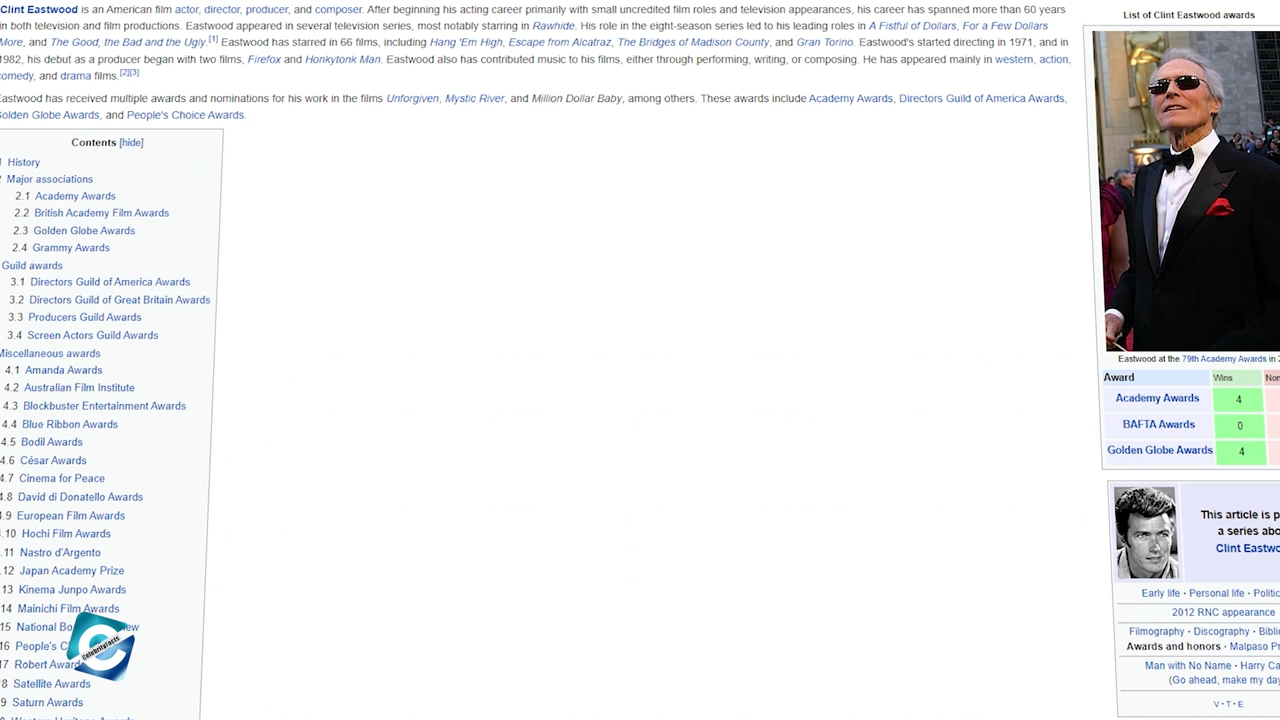 Clint Eastwood is an American film actor, director, producer, and composer. After beginning his acting career primarily with small uncredited film roles and television appearances, his career has spanned more than 60 years
in both television and film productions. Eastwood appeared in several television series, most notably starring in Rawhide. His role in the eight-season series led to his leading roles in A Fistful of Dollars, For a Few Dollars
More, and The Good, the Bad and the Ugly.[1] Eastwood has starred in 66 films, including Hang 'Em High, Escape from Alcatraz, The Bridges of Madison County, and Gran Torino. Eastwood's started directing in 1971, and in
1982, his debut as a producer began with two films, Firefox and Honkytonk Man. Eastwood also has contributed music to his films, either through performing, writing, or composing. He has appeared mainly in western, action,
comedy, and drama films.[2][3]
Eastwood has received multiple awards and nominations for his work in the films Unforgiven, Mystic River, and Million Dollar Baby, among others. These awards include Academy Awards, Directors Guild of America Awards,
Golden Globe Awards, and People's Choice Awards.
Contents [hide]
1 History
2 Major associations
2.1 Academy Awards
2.2 British Academy Film Awards
2.3 Golden Globe Awards
2.4 Grammy Awards
Guild awards
3.1 Directors Guild of America Awards
3.2 Directors Guild of Great Britain Awards
3.3 Producers Guild Awards
3.4 Screen Actors Guild Awards
Miscellaneous awards
4.1 Amanda Awards
4.2 Australian Film Institute
4.3 Blockbuster Entertainment Awards
4.4 Blue Ribbon Awards
4.5 Bodil Awards
4.6 César Awards
4.7 Cinema for Peace
4.8 David di Donatello Awards
4.9 European Film Awards
.10 Hochi Film Awards
.11 Nastro d'Argento
.12 Japan Academy Prize
13 Kinema Junpo Awards
14 Mainichi Film Awards
15 National Bo ew
16 People's C
17 Robert Awards
8 Satellite Awards
9 Saturn Awards
Western Heritage Awards
CelebrityFacts
List of Clint Eastwood awards
Eastwood at the 79th Academy Awards in 2
Award Wins Nom
Academy Awards 4
BAFTA Awards 0
Golden Globe Awards 4
This article is p
a series abo
Clint Eastwo
Early life · Personal life · Politic
2012 RNC appearance
Filmography · Discography · Bibli
Awards and honors · Malpaso Pr
Man with No Name · Harry Ca
(Go ahead, make my day
V · T · E